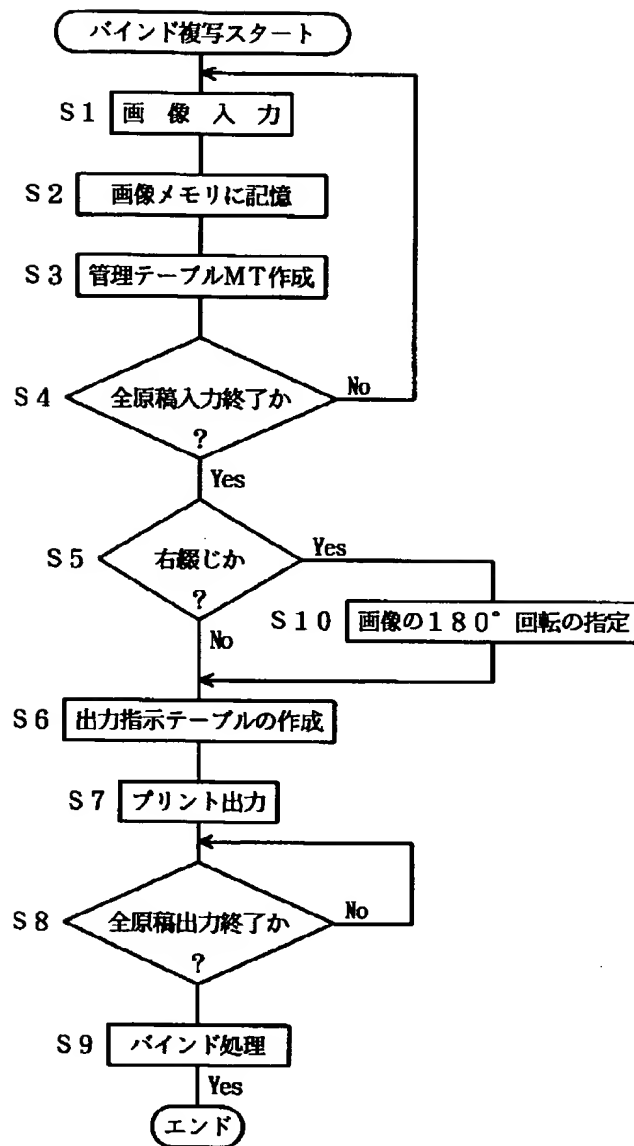 バインド複写スタート
S1 画像入力
S2 画像メモリに記憶
S3 管理テーブルMT作成
S4 全原稿入力終了か No
?
Yes
S5 右綴じか Yes
?
No
S10 画像の180°回転の指定
S6 出力指示テーブルの作成
S7 プリント出力
S8 全原稿出力終了か No
?
S9 バインド処理
Yes
エンド